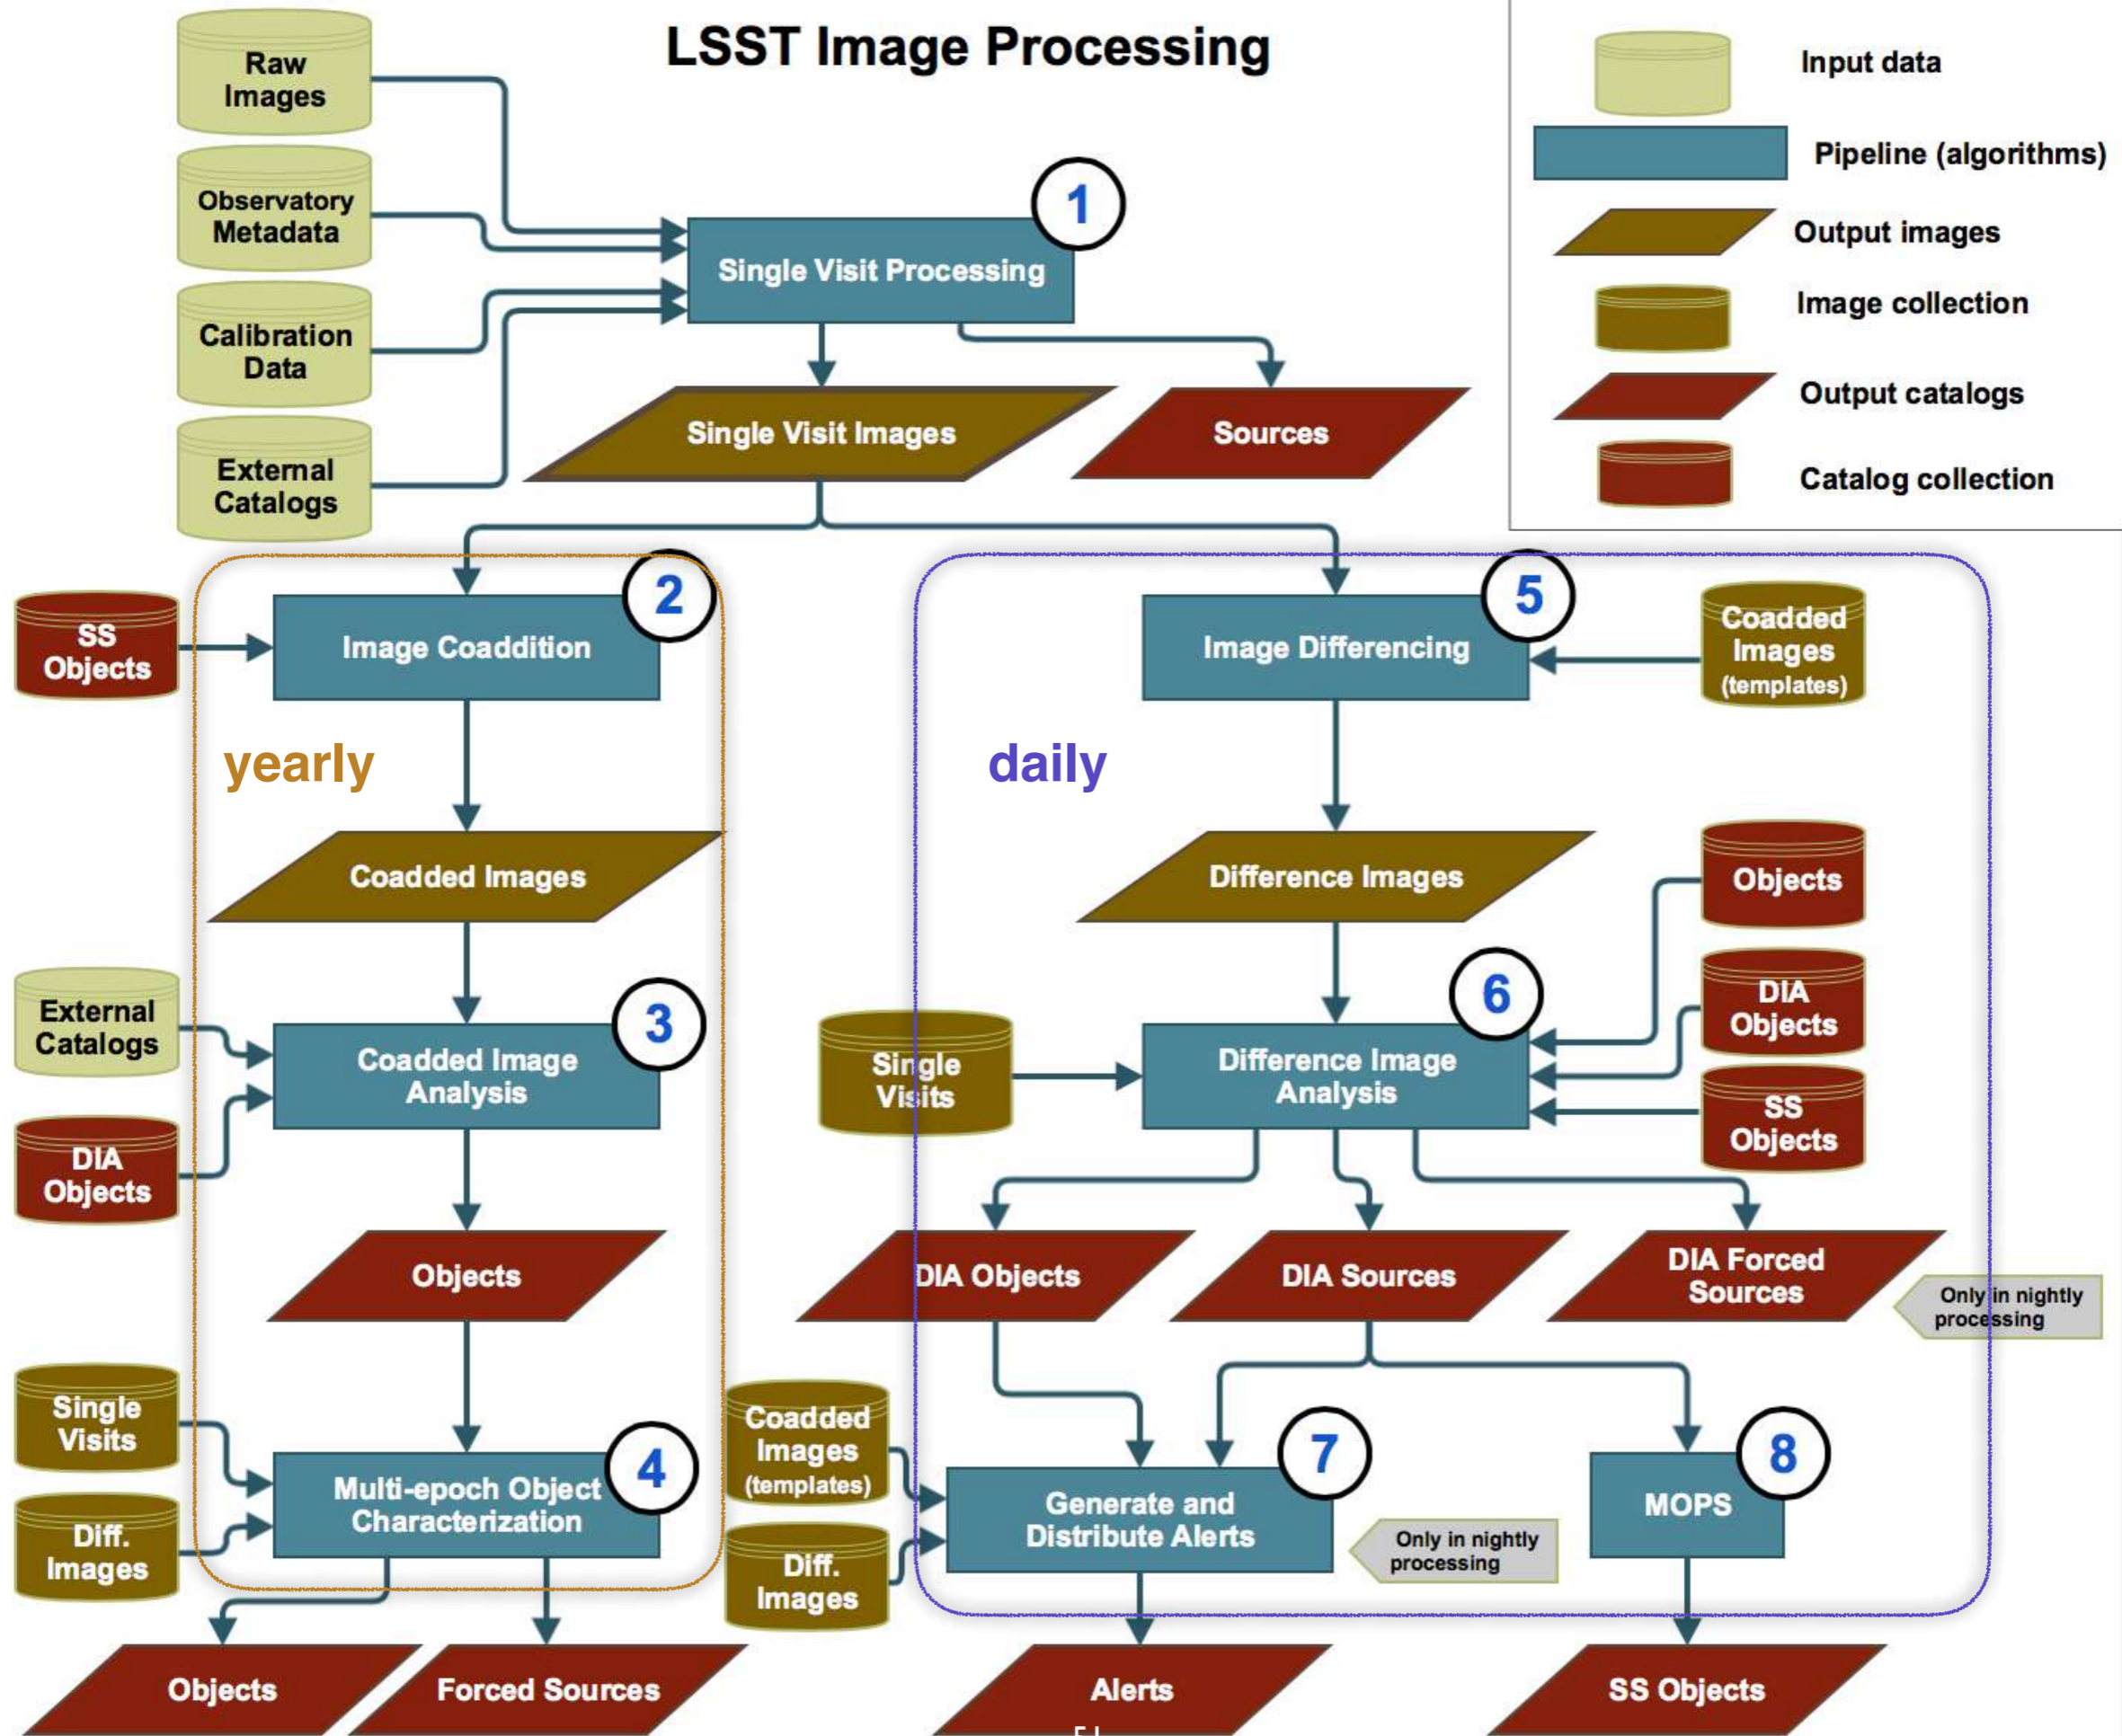 LSST Image Processing
Raw
Images
Observatory
Metadata
Calibration
Data
External
Catalogs
1
Single Visit Processing
Single Visit Images
Sources
Input data
Pipeline (algorithms)
Output images
Image collection
Output catalogs
Catalog collection
SS
Objects
2
Image Coaddition
yearly
Coadded Images
External
Catalogs
DIA
Objects
3
Coadded Image
Analysis
Objects
Single
Visits
Diff.
Images
4
Multi-epoch Object
Characterization
Objects
Forced Sources
5
Image Differencing
Coadded
Images
(templates)
daily
Difference Images
Objects
DIA
Objects
SS
Objects
6
Single
Visits
Difference Image
Analysis
DIA Objects
DIA Sources
DIA Forced
Sources
Only in nightly
processing
Coadded
Images
(templates)
Diff.
Images
7
Generate and
Distribute Alerts
Only in nightly
processing
8
MOPS
Alerts
SS Objects